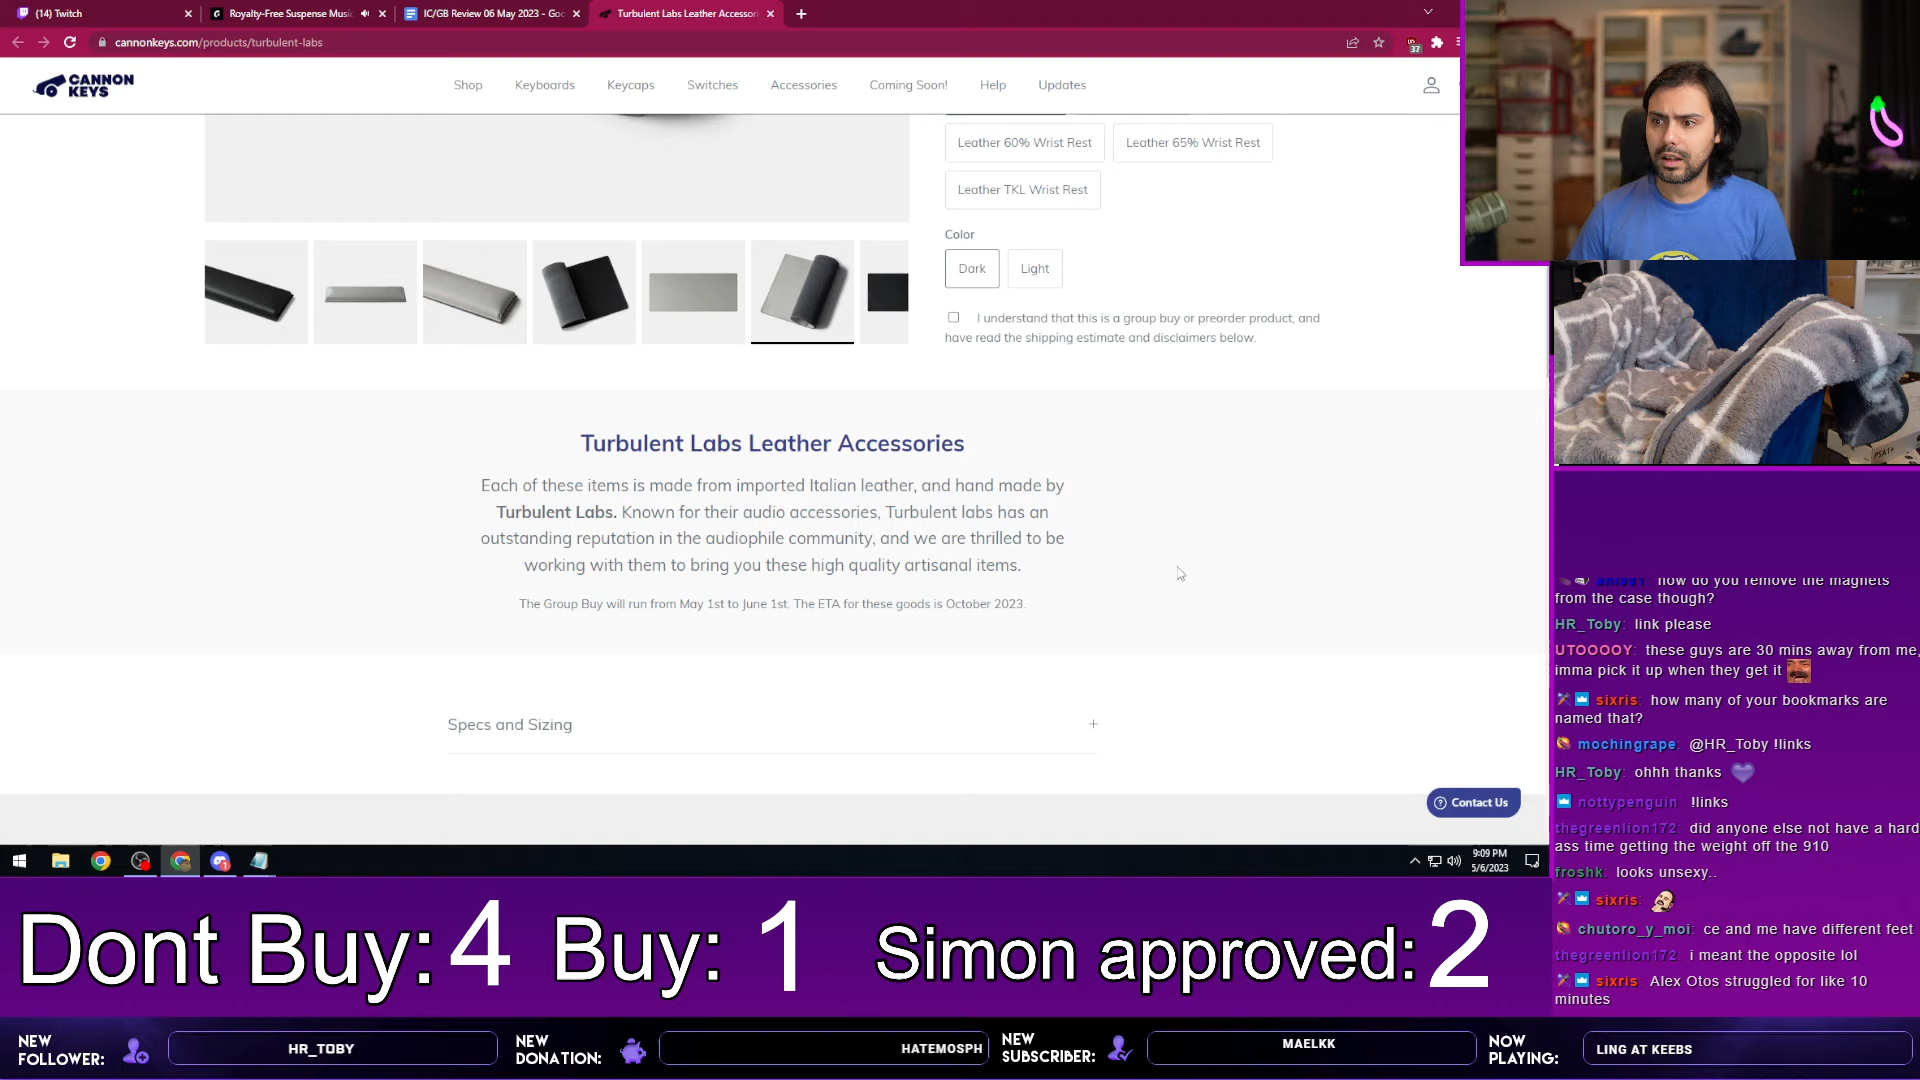 (14) Twitch
Royalty-Free Suspense Music
IC/GB Review 06 May 2023 - Goo
Turbulent Labs Leather Accessori
cannonkeys.com/products/turbulent-labs
37
CANNON
KEYS
Shop
Keyboards
Keycaps
Switches
Accessories
Coming Soon!
Help
Updates
Leather 60% Wrist Rest
Leather 65% Wrist Rest
Leather TKL Wrist Rest
Color
Dark
Light
I understand that this is a group buy or preorder product, and
have read the shipping estimate and disclaimers below.
Turbulent Labs Leather Accessories
Each of these items is made from imported Italian leather, and hand made by
Turbulent Labs. Known for their audio accessories, Turbulent labs has an
outstanding reputation in the audiophile community, and we are thrilled to be
working with them to bring you these high quality artisanal items.
The Group Buy will run from May 1st to June 1st. The ETA for these goods is October 2023.
Specs and Sizing
+
Contact Us
9:09 PM
5/6/2023
how do you remove the magnets
from the case though?
HR_Toby: link please
UTOOOOY: these guys are 30 mins away from me,
imma pick it up when they get it
sixris: how many of your bookmarks are
named that?
mochingrape: @HR_Toby !links
HR_Toby: ohhh thanks
nottypenguin: !links
thegreenlion172: did anyone else not have a hard
ass time getting the weight off the 910
froshk: looks unsexy..
sixris:
chutoro_y_moi: ce and me have different feet
thegreenlion172: i meant the opposite lol
sixris: Alex Otos struggled for like 10
minutes
Dont Buy: 4 Buy: 1 Simon approved: 2
NEW
FOLLOWER:
HR_TOBY
NEW
DONATION:
HATEMOSPH
NEW
SUBSCRIBER:
MAELKK
NOW
PLAYING:
LING AT KEEBS